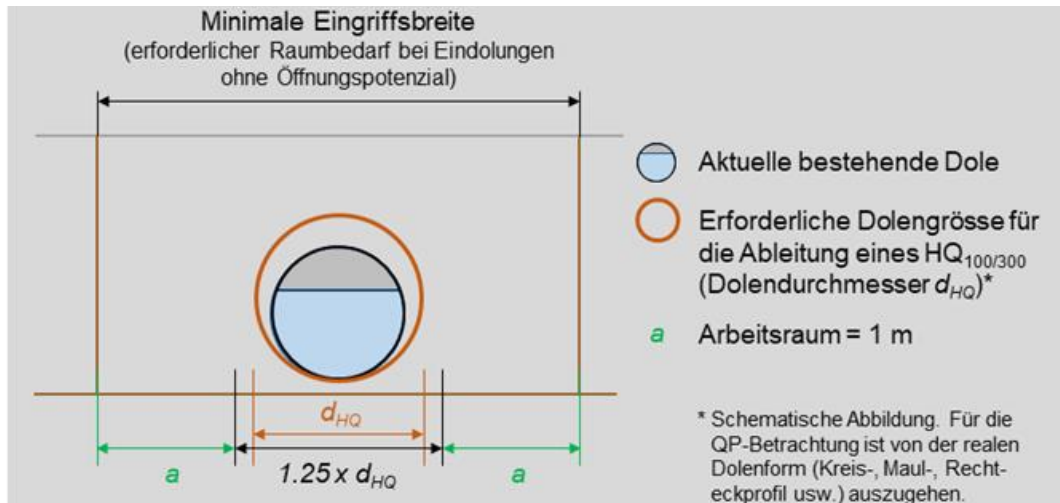 Minimale Eingriffsbreite
(erforderlicher Raumbedarf bei Eindolungen
ohne Öffnungspotenzial)
Aktuelle bestehende Dole
Erforderliche Dolengrösse für
die Ableitung eines HQ100/300
(Dolendurchmesser dHQ)*
a Arbeitsraum = 1 m
dHQ
a
1.25 x dHQ
a
* Schematische Abbildung. Für die
QP-Betrachtung ist von der realen
Dolenform (Kreis-, Maul-, Recht-
eckprofil usw.) auszugehen.